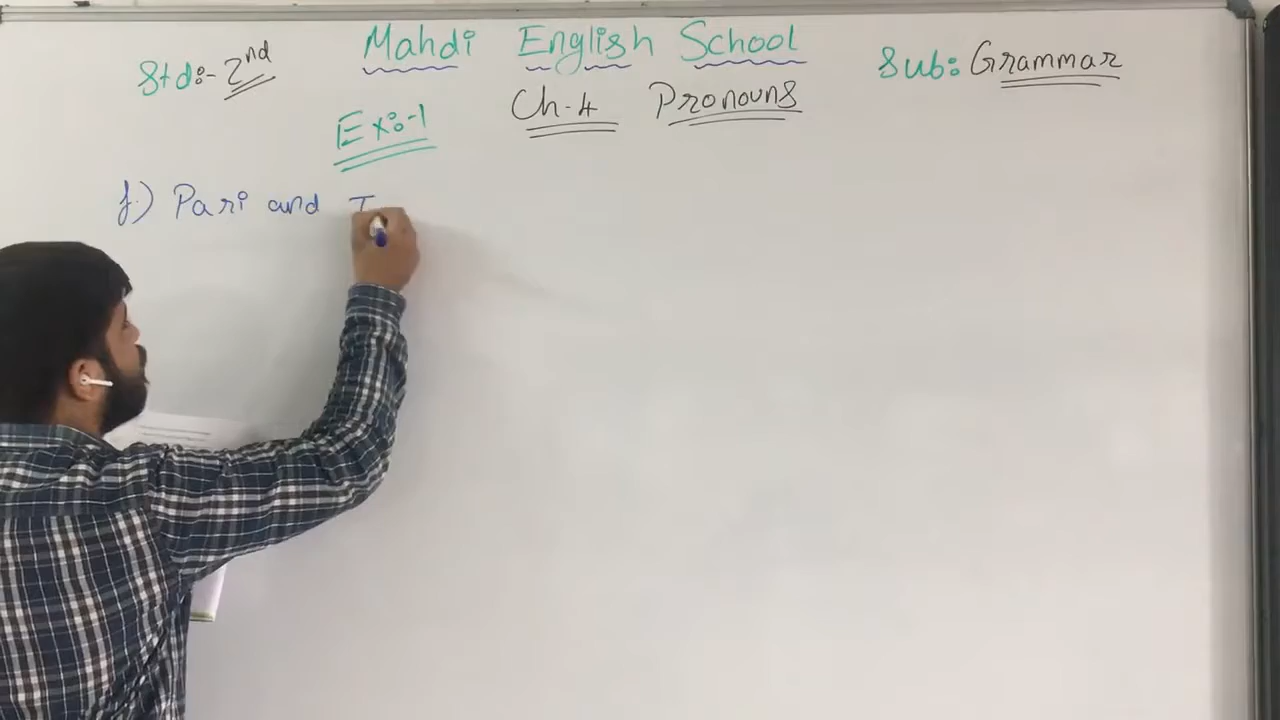 Mahdi English School
Std:- 2nd
Sub: Grammar
Ch-4 Pronouns
Ex:-1
f.) Pari and I